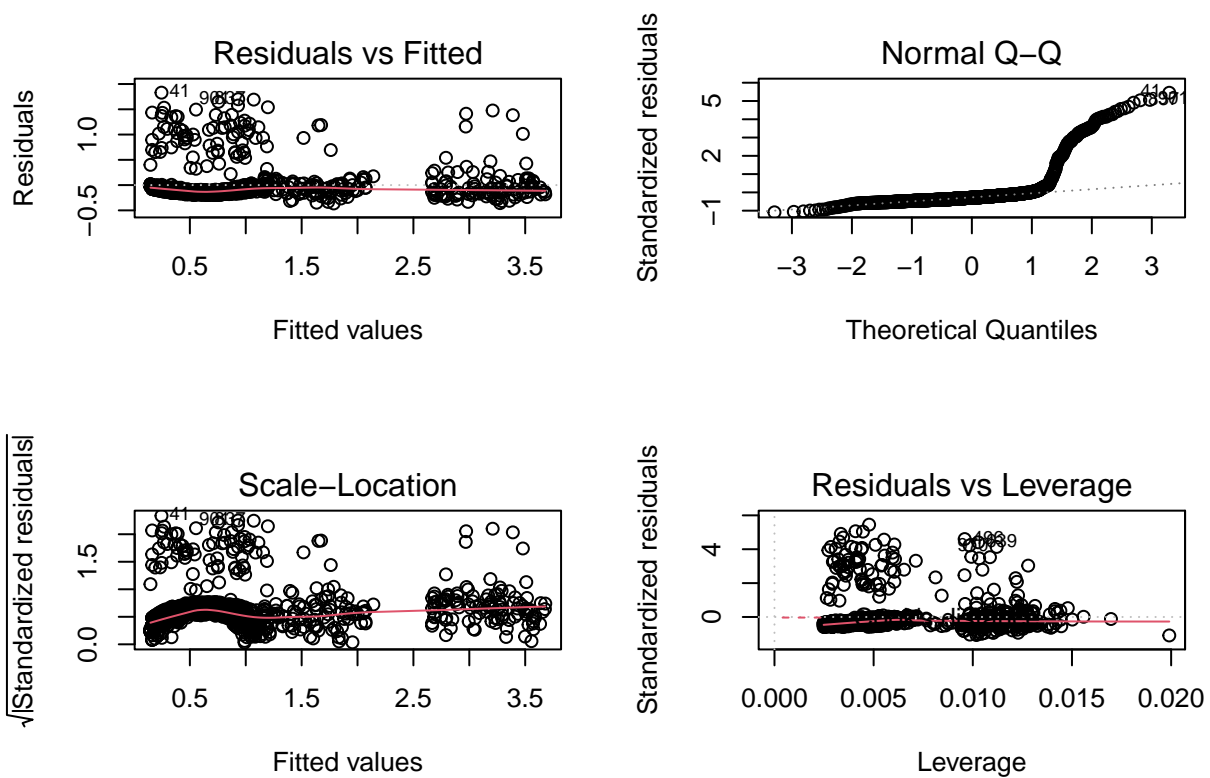 Residuals vs Fitted
Residuals
1.0
−0.5
0.5 1.5 2.5 3.5
Fitted values
41
Normal Q−Q
Standardized residuals
5
2
−1
−3 −2 −1 0 1 2 3
Theoretical Quantiles
Scale−Location
√|Standardized residuals|
1.5
0.0
0.5 1.5 2.5 3.5
Fitted values
41
Residuals vs Leverage
Standardized residuals
4
0
0.000 0.005 0.010 0.015 0.020
Leverage